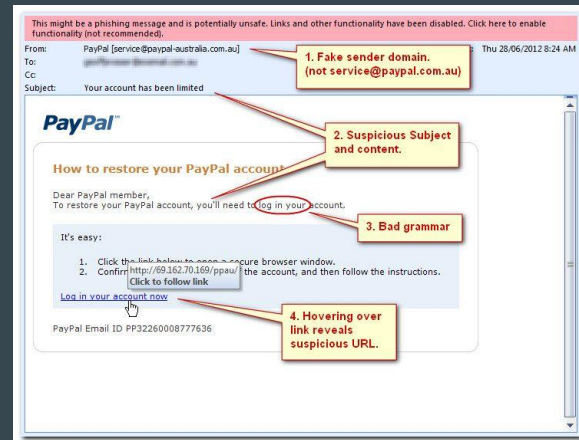 This might be a phishing message and is potentially unsafe. Links and other functionality have been disabled. Click here to enable
functionality (not recommended).
From: PayPal [service@paypal-australia.com.au] Thu 28/06/2012 8:24 AM
To:
Cc:
Subject: Your account has been limited
1. Fake sender domain.
(not service@paypal.com.au)
PayPal™
2. Suspicious Subject
and content.
How to restore your PayPal account
Dear PayPal member,
To restore your PayPal account, you'll need to log in your account.
3. Bad grammar
It's easy:
1. Click the link below to open a secure browser window.
2. Confirm the account, and then follow the instructions.
http://69.162.70.169/ppau/
Click to follow link
Log in your account now
4. Hovering over
link reveals
suspicious URL.
PayPal Email ID PP32260008777636